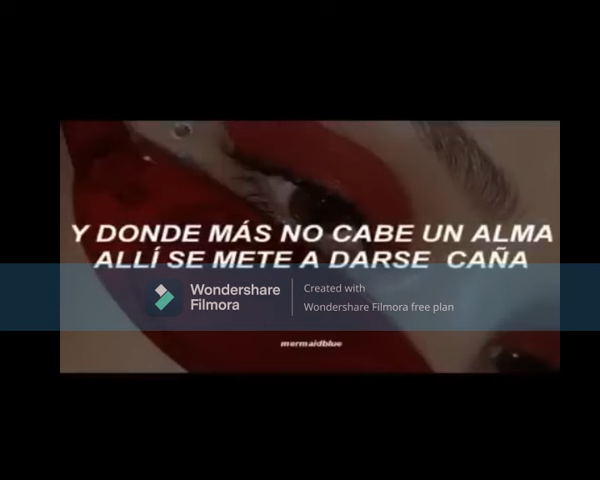 Y DONDE MÁS NO CABE UN ALMA
ALLÍ SE METE A DARSE CAÑA
Wondershare
Filmora
Created with
Wondershare Filmora free plan
mermaidblue